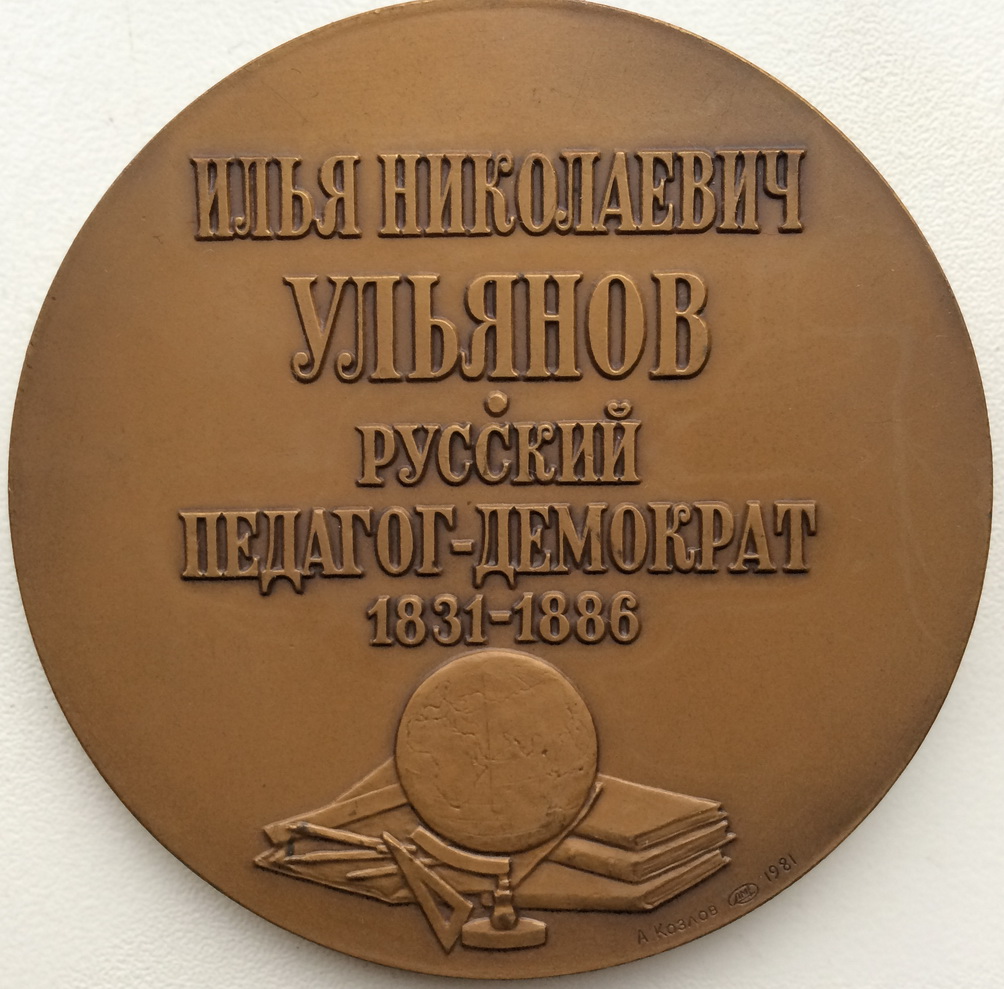 ИЛЬЯ НИКОЛАЕВИЧ
УЛЬЯНОВ
РУССКИЙ
ПЕДАГОГ-ДЕМОКРАТ
1831-1886
А.Козлов 1981